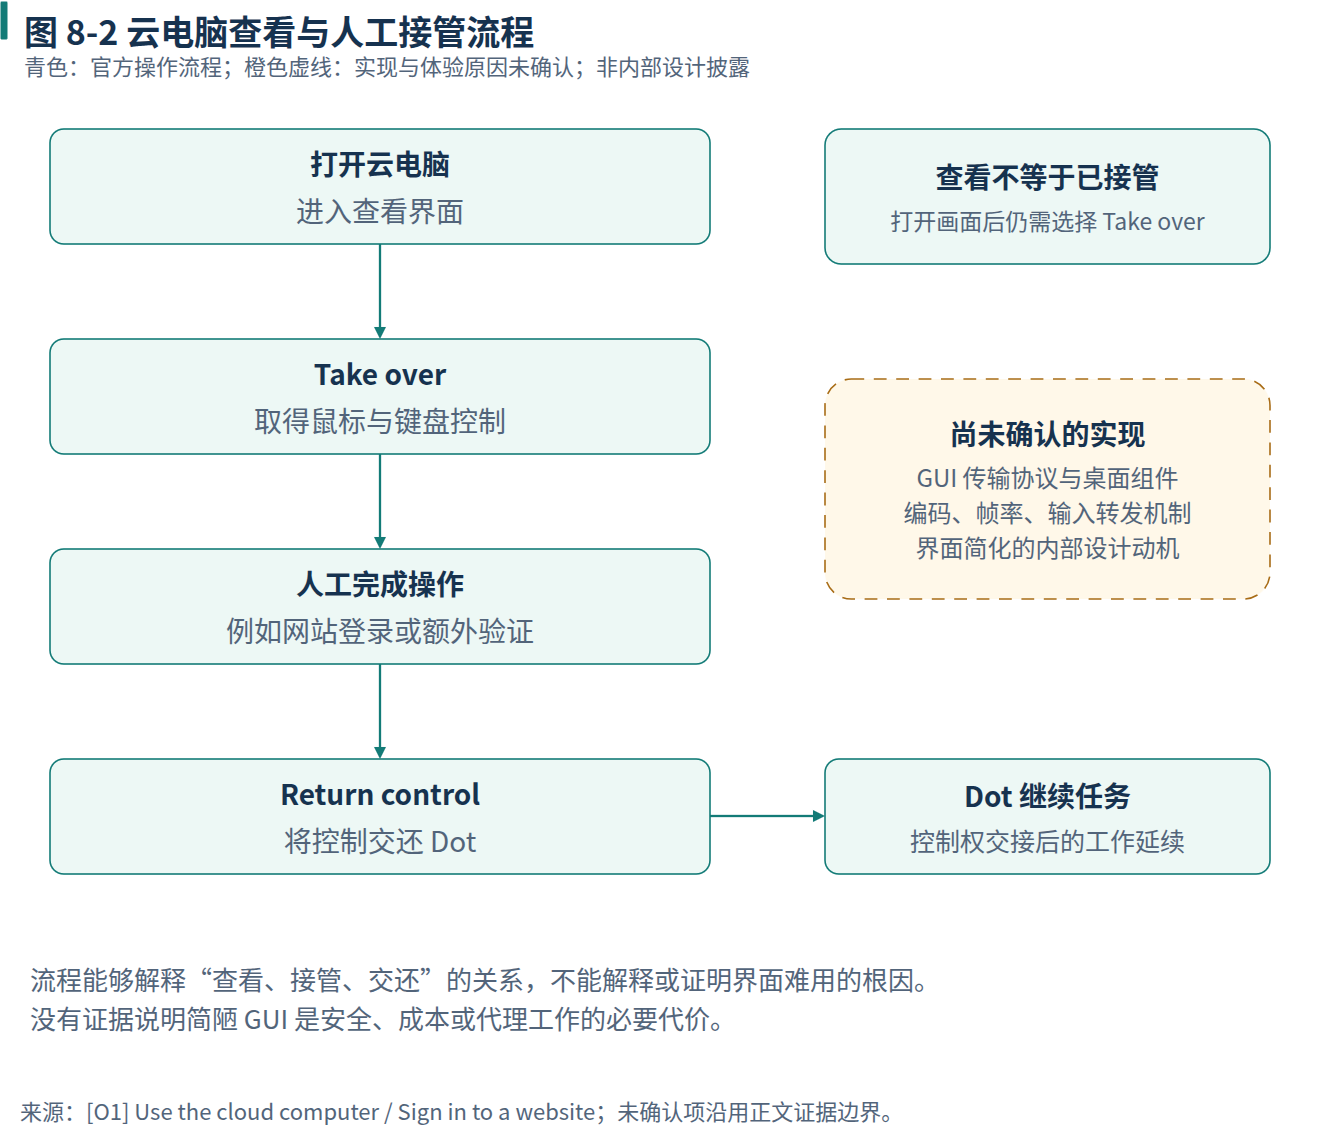 图 8-2 云电脑查看与人工接管流程
青色：官方操作流程；橙色虚线：实现与体验原因未确认；非内部设计披露
打开云电脑
进入查看界面
查看不等于已接管
打开画面后仍需选择 Take over
Take over
取得鼠标与键盘控制
尚未确认的实现
GUI 传输协议与桌面组件
编码、帧率、输入转发机制
界面简化的内部设计动机
人工完成操作
例如网站登录或额外验证
Return control
将控制交还 Dot
Dot 继续任务
控制权交接后的工作延续
流程能够解释“查看、接管、交还”的关系，不能解释或证明界面难用的根因。
没有证据说明简陋 GUI 是安全、成本或代理工作的必要代价。
来源：[O1] Use the cloud computer / Sign in to a website；未确认项沿用正文证据边界。